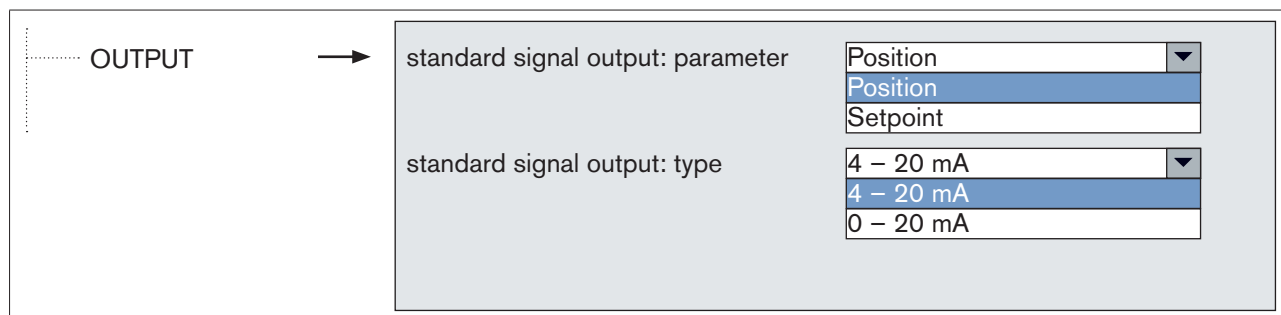 OUTPUT
standard signal output: parameter
Position
Position
Setpoint
standard signal output: type
4 – 20 mA
4 – 20 mA
0 – 20 mA